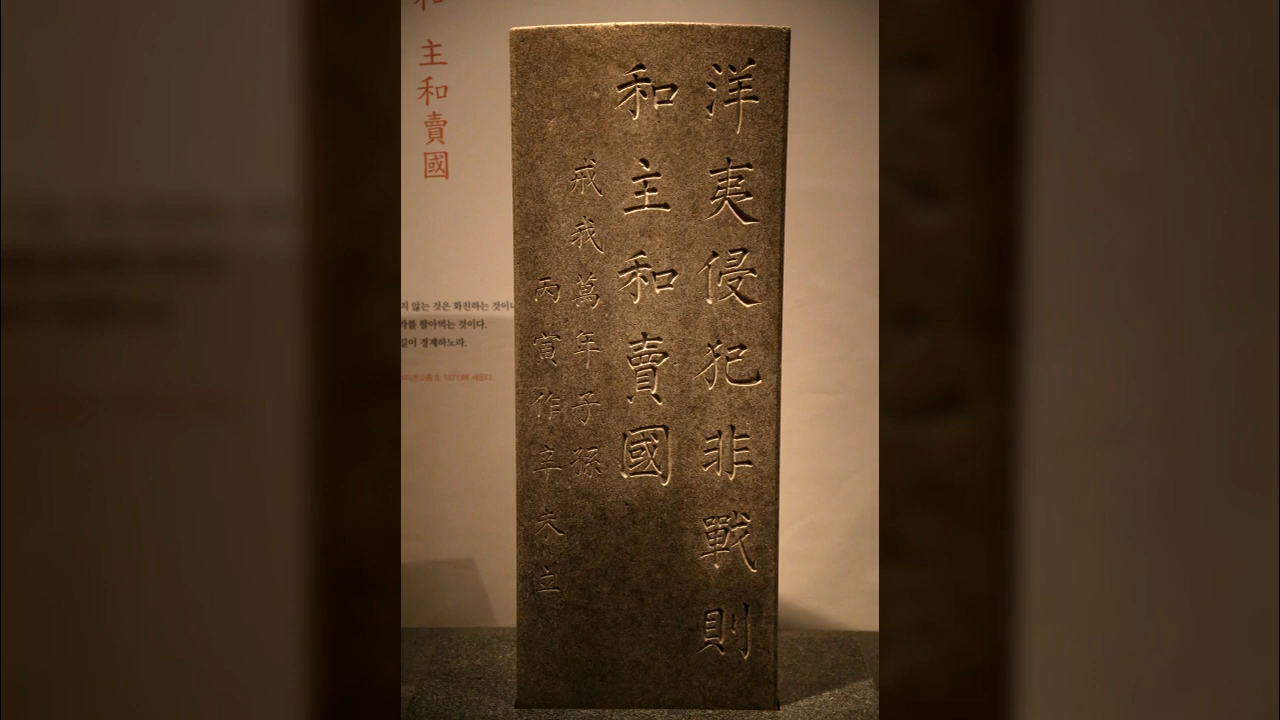 洋夷侵犯非戰則
和主和賣國
戒我萬年子孫
丙寅作辛未立
主和賣國
지 않는 것은 화친하는 것이니
팔아먹는 것이다.
길이 경계하노라.